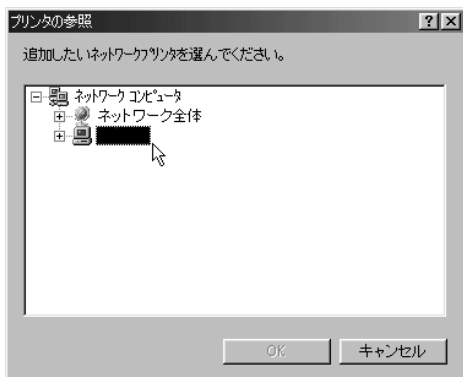 プリンタの参照
追加したいネットワークプリンタを選んでください。
ネットワーク コンピュータ
ネットワーク全体
OK
キャンセル